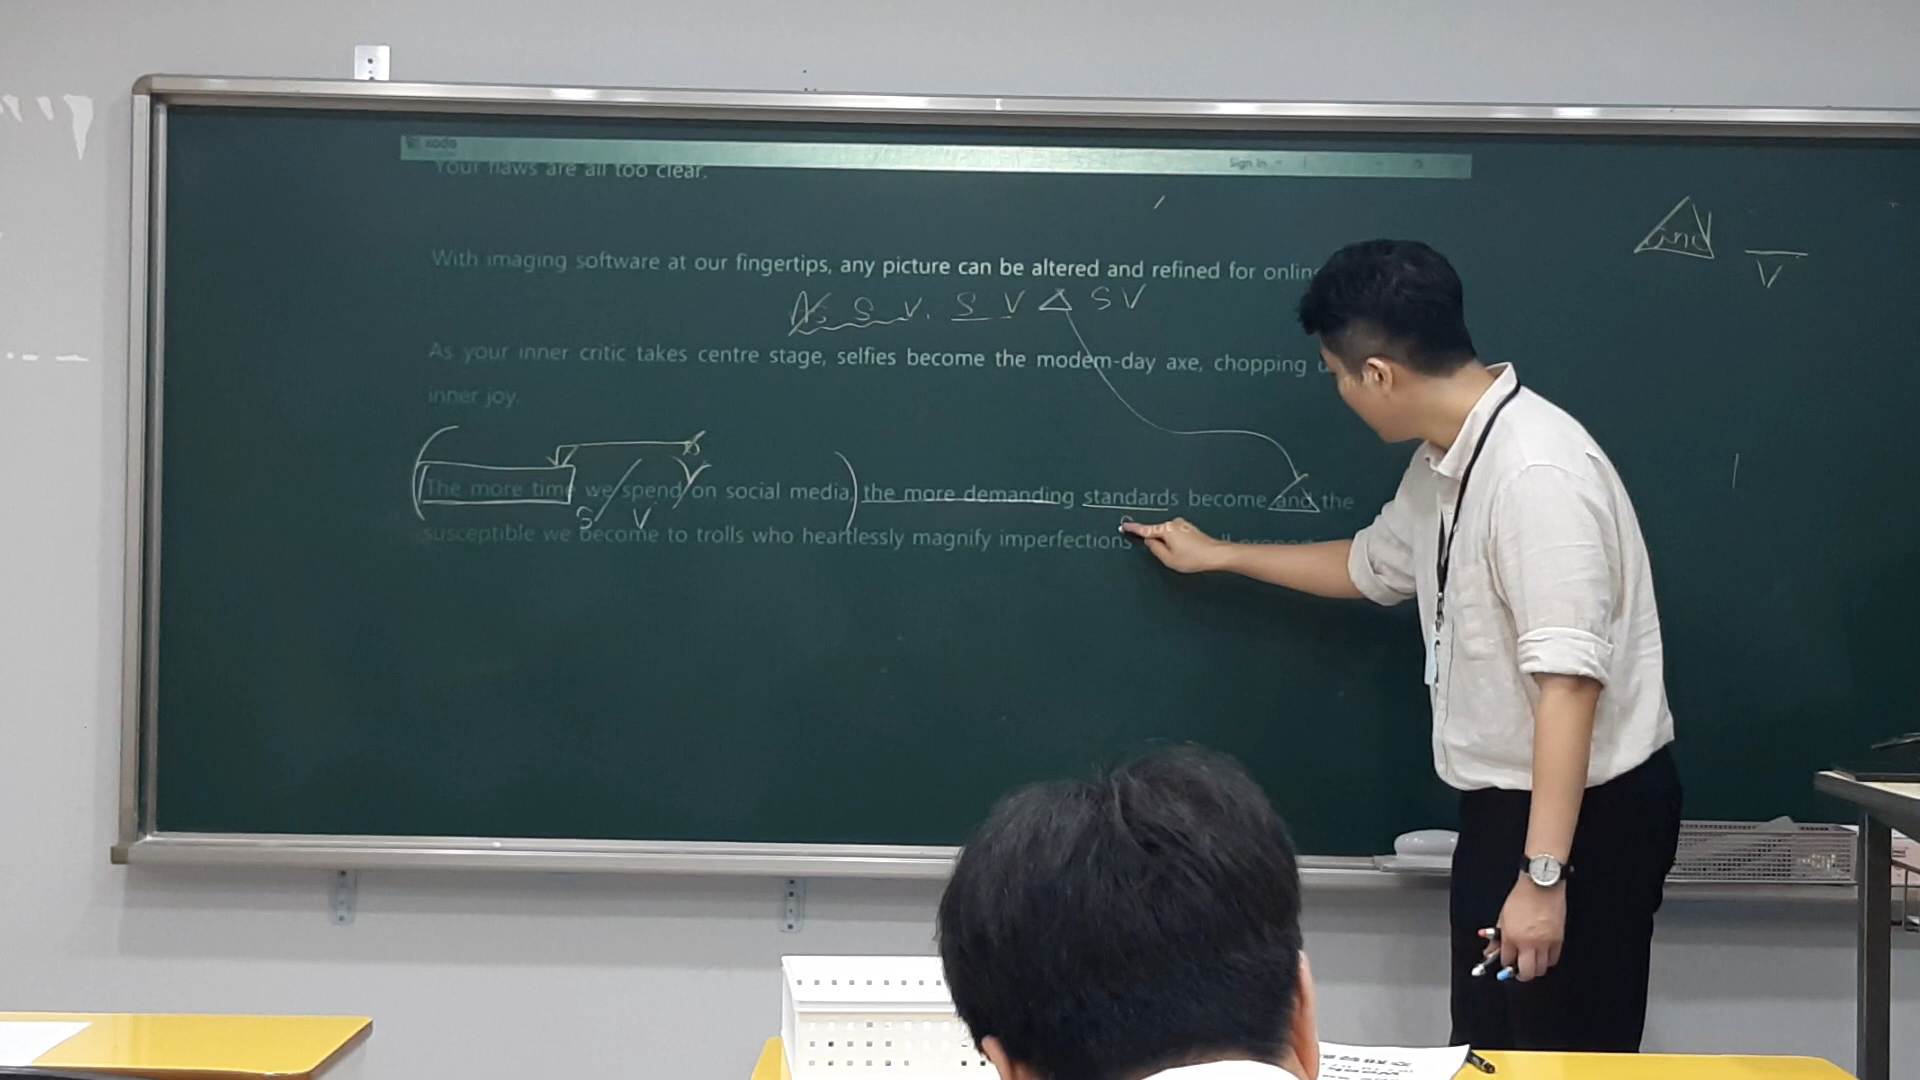 xodo
Sign In
Your flaws are all too clear.
and
V
With imaging software at our fingertips, any picture can be altered and refined for onlin
As S V, S V △ S V
As your inner critic takes centre stage, selfies become the modem-day axe, chopping
inner joy.
The more time we spend on social media, the more demanding standards become and the
S V
susceptible we become to trolls who heartlessly magnify imperfections out